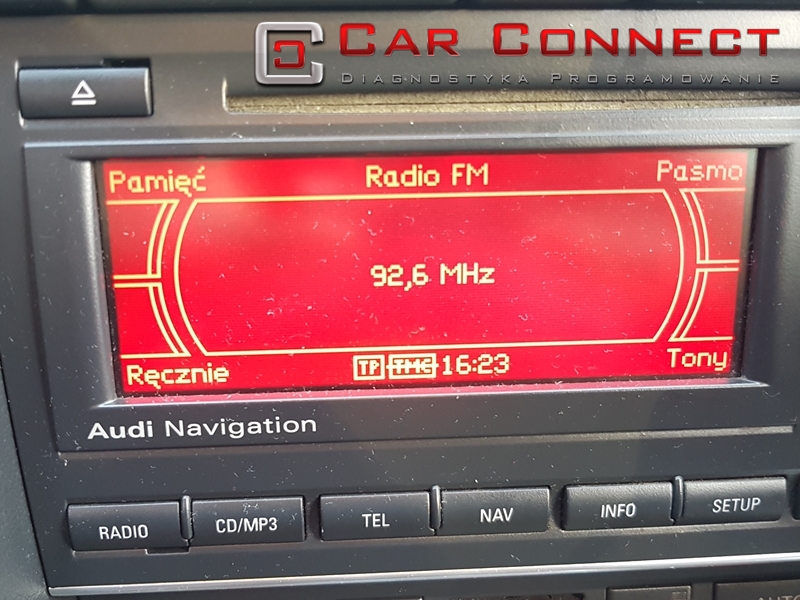 CAR CONNECT
DIAGNOSTYKA PROGRAMOWANIE
Pamięć Radio FM Pasmo
92,6 MHz
Ręcznie TP TMC 16:23 Tony
Audi Navigation
RADIO CD/MP3 TEL NAV INFO SETUP